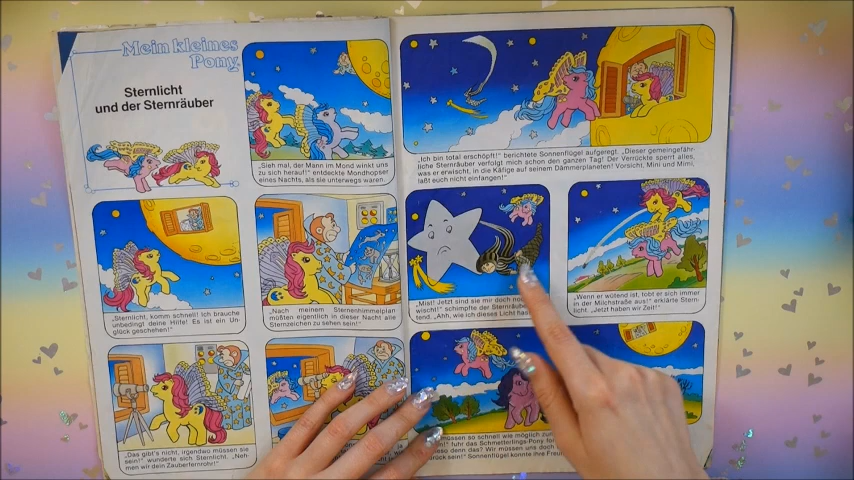 Mein kleines
Pony
Sternlicht
und der Sternräuber
„Sieh mal, der Mann im Mond winkt uns
zu sich herauf!“ entdeckte Mondhopser
eines Nachts, als sie unterwegs waren.
„Sternlicht, komm schnell! Ich brauche
unbedingt deine Hilfe! Es ist ein Un-
glück geschehen!“
„Nach meinem Sternenhimmelplan
müßten eigentlich in dieser Nacht alle
Sternzeichen zu sehen sein!“
„Das gibt's nicht, irgendwo müssen sie
sein!“ wunderte sich Sternlicht. „Neh-
men wir dein Zauberfernrohr!“
„Ich bin total erschöpft!“ berichtete Sonnenflügel aufgeregt. „Dieser gemeingefähr-
liche Sternräuber verfolgt mich schon den ganzen Tag! Der Verrückte sperrt alles,
was er erwischt, in die Käfige auf seinem Dämmerplaneten! Vorsicht, Mini und Mimi,
laßt euch nicht einfangen!“
„Mist! Jetzt sind sie mir doch
wischt!“ schimpfte der Sternräuber
tend. „Ahh, wie ich dieses Licht
„Wenn er wütend ist, tobt er sich immer
in der Milchstraße aus!“ erklärte Stern-
licht. „Jetzt haben wir Zeit!“
müssen so schnell wie möglich
fuhr das Schmetterlings-Pony
denn das? Wir müssen uns doch
sein!“ Sonnenflügel konnte ihre